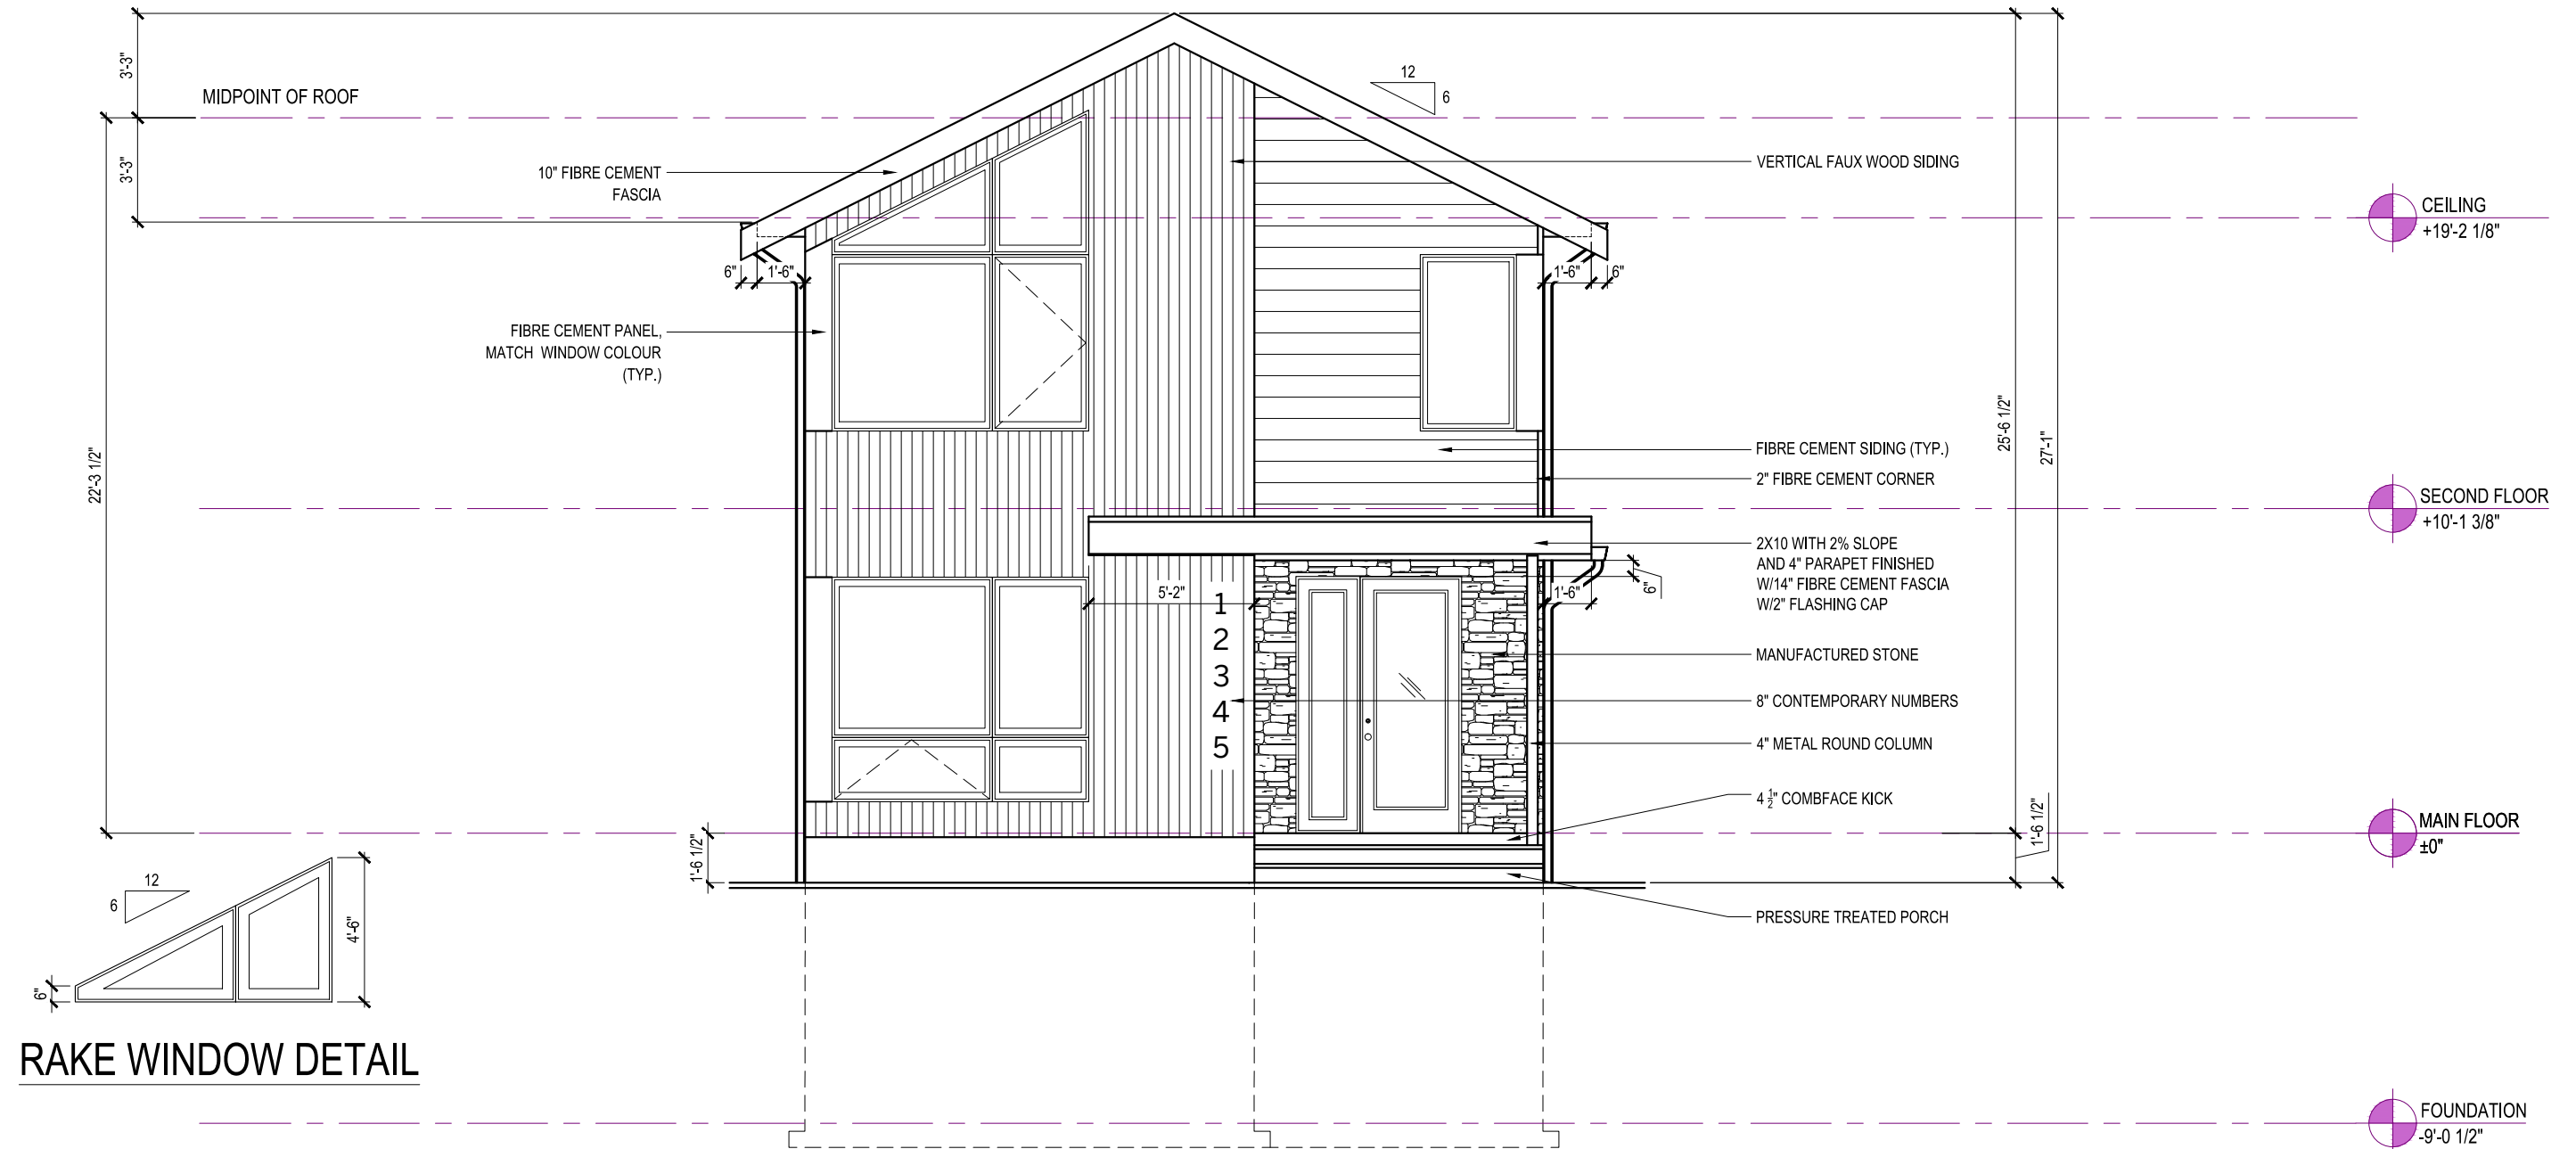 3'-3"
12
6
MIDPOINT OF ROOF
3'-3"
10" FIBRE CEMENT
FASCIA
VERTICAL FAUX WOOD SIDING
CEILING
+19'-2 1/8"
6"
1'-6"
1'-6"
6"
FIBRE CEMENT PANEL,
MATCH WINDOW COLOUR
(TYP.)
22'-3 1/2"
25'-6 1/2"
27'-1"
FIBRE CEMENT SIDING (TYP.)
2" FIBRE CEMENT CORNER
SECOND FLOOR
+10'-1 3/8"
2X10 WITH 2% SLOPE
AND 4" PARAPET FINISHED
W/14" FIBRE CEMENT FASCIA
W/2" FLASHING CAP
5'-2"
1'-6"
6"
1
2
3
4
5
MANUFACTURED STONE
8" CONTEMPORARY NUMBERS
4" METAL ROUND COLUMN
4 1/2" COMBFACE KICK
1'-6 1/2"
1'-6 1/2"
MAIN FLOOR
±0"
PRESSURE TREATED PORCH
12
6
4'-6"
6"
RAKE WINDOW DETAIL
FOUNDATION
-9'-0 1/2"